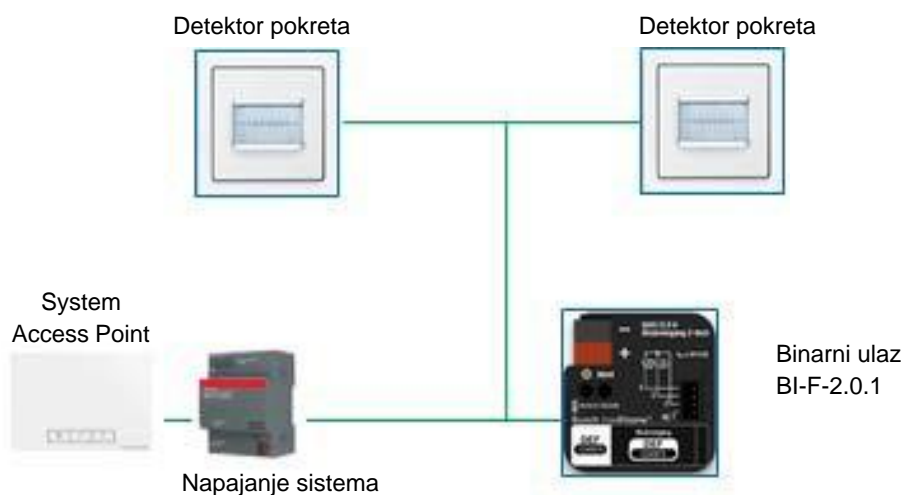 Detektor pokreta
Detektor pokreta
System
Access Point
Binarni ulaz
BI-F-2.0.1
Napajanje sistema